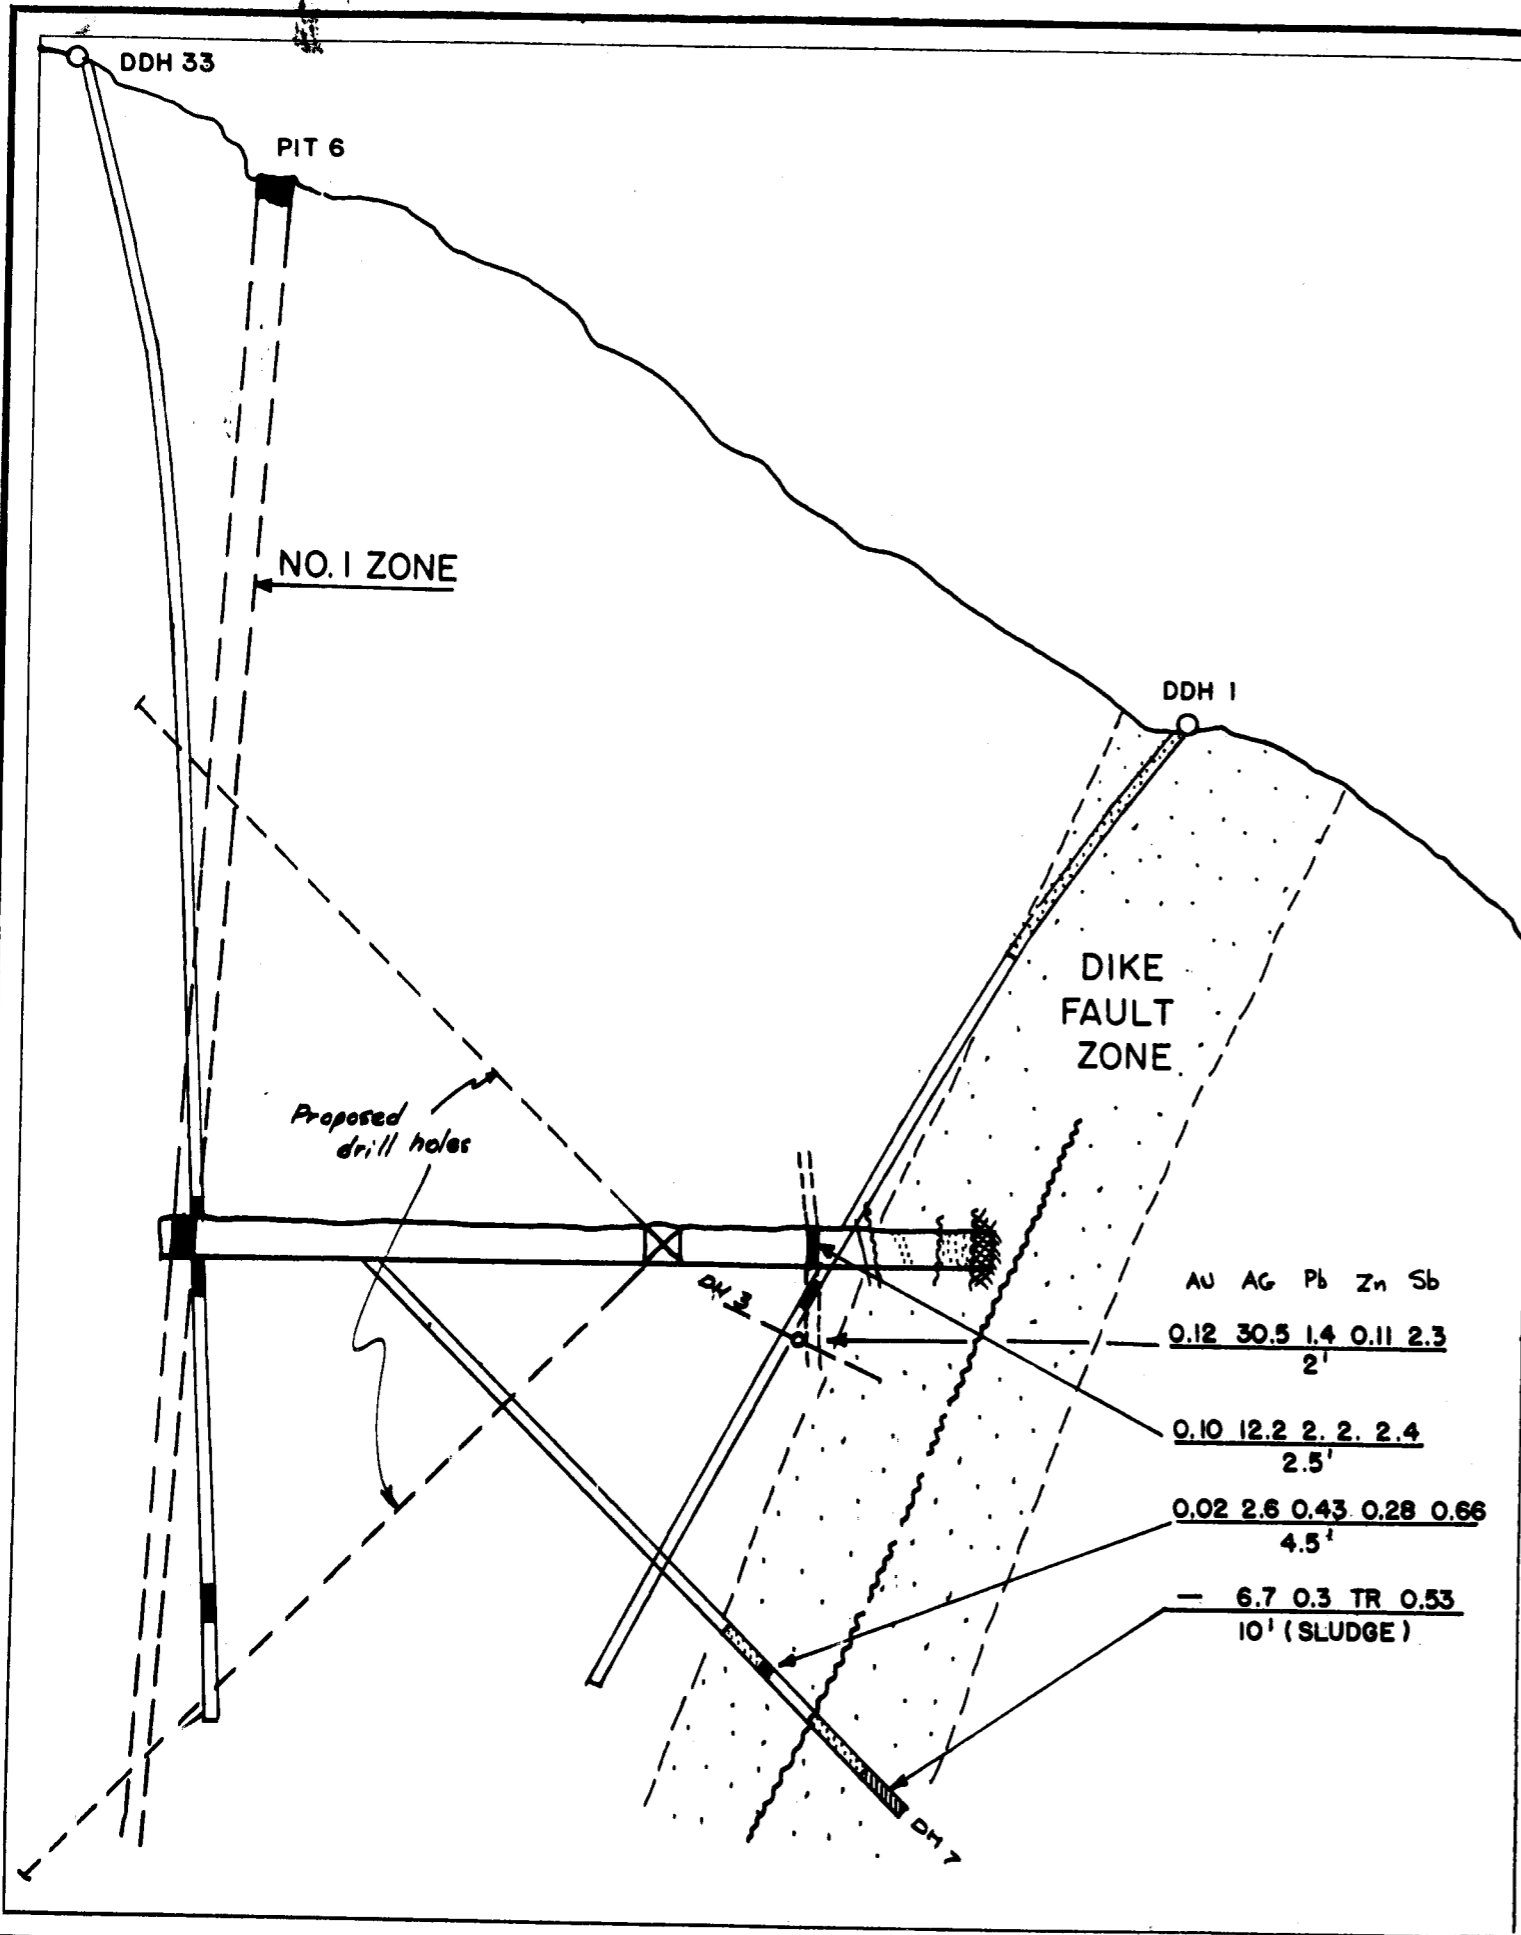 DDH 33
PIT 6
NO. 1 ZONE
DDH 1
DIKE
FAULT
ZONE
Proposed
drill holes
DH 3
AU AG Pb Zn Sb
0.12 30.5 1.4 0.11 2.3
2'
0.10 12.2 2. 2. 2.4
2.5'
0.02 2.6 0.43 0.28 0.66
4.5'
— 6.7 0.3 TR 0.53
10' (SLUDGE)
DH 7